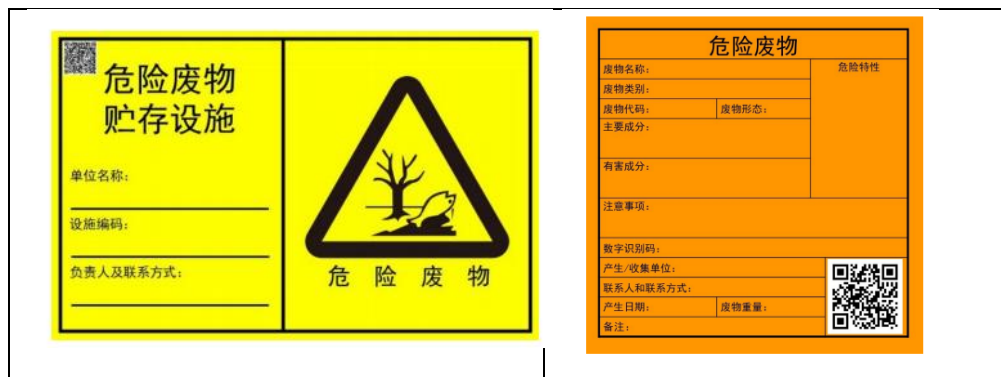 危险废物
贮存设施
单位名称：
设施编码：
负责人及联系方式：
危险废物
危险废物
废物名称：
危险特性
废物类别：
废物代码：
废物形态：
主要成分：
有害成分：
注意事项：
数字识别码：
产生/收集单位：
联系人和联系方式：
产生日期：
废物重量：
备注：